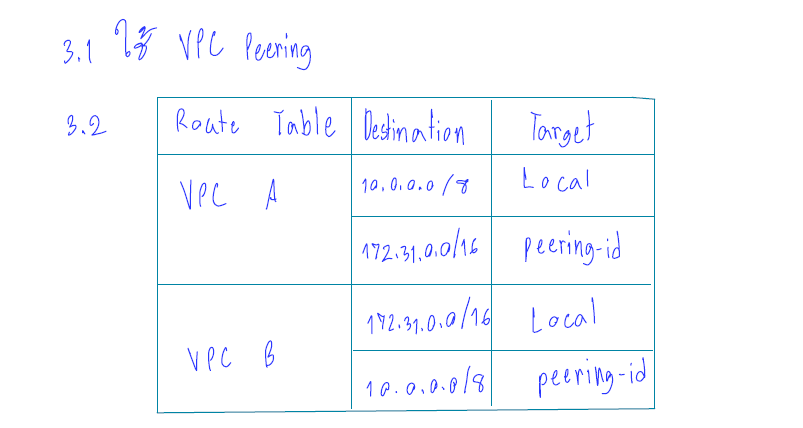 3.1 ใช้ VPC Peering
3.2
Route Table Destination Target
VPC A 10.0.0.0/8 Local
172.31.0.0/16 peering-id
VPC B 172.31.0.0/16 Local
10.0.0.0/8 peering-id